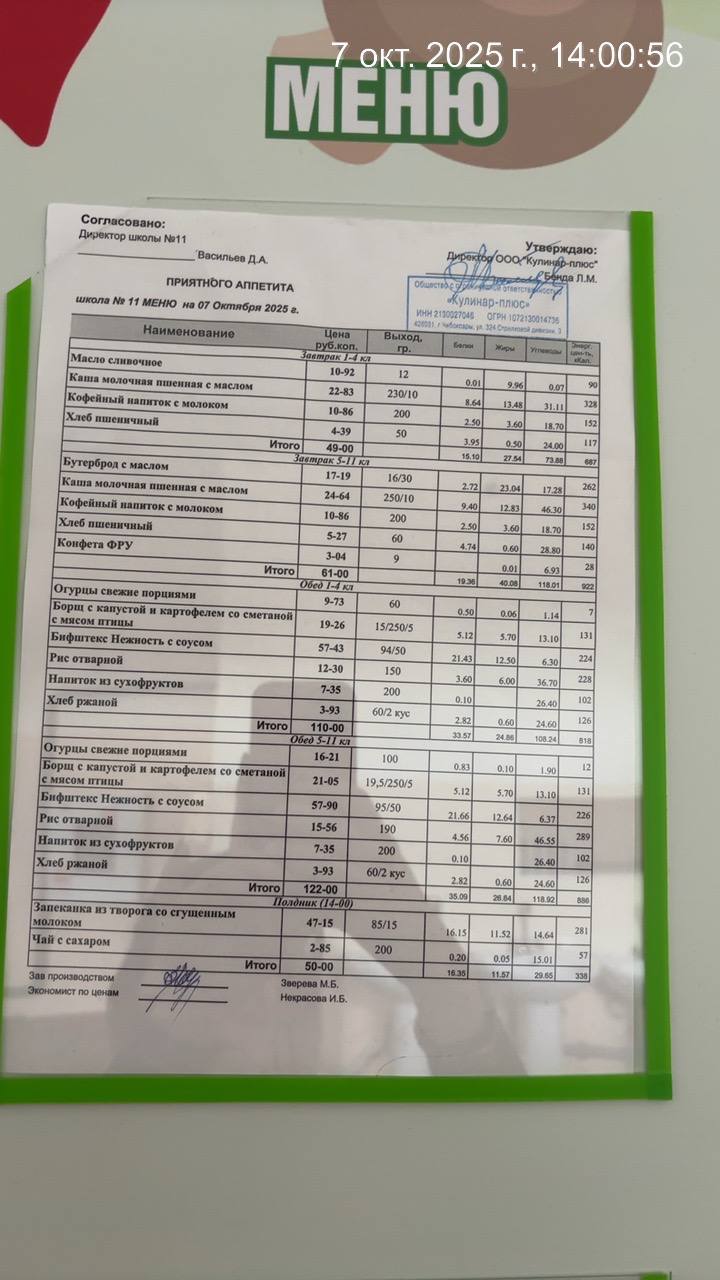 7 окт. 2025 г., 14:00:56
МЕНЮ
Согласовано:
Директор школы №11
Васильев Д.А.
Утверждаю:
Директор ООО "Кулинар-плюс"
Бенда Л.М.
Общество с ограниченной ответственностью
«Кулинар-плюс»
ИНН 2130027046 ОГРН 1072130014736
г Чебоксары, ул. 324 Стрелковой дивизии, 3
ПРИЯТНОГО АППЕТИТА
школа № 11 МЕНЮ на 07 Октября 2025 г.
Наименование Цена руб.коп. Выход, гр. Белки Жиры Углеводы Энерг. цен-ть, кКал.
Завтрак 1-4 кл
Масло сливочное 10-92 12 0.01 9.96 0.07 90
Каша молочная пшенная с маслом 22-83 230/10 8.64 13.48 31.11 328
Кофейный напиток с молоком 10-86 200 2.50 3.60 18.70 152
Хлеб пшеничный 4-39 50 3.95 0.50 24.00 117
Итого 49-00 15.10 27.54 73.88 687
Завтрак 5-11 кл
Бутерброд с маслом 17-19 16/30 2.72 23.04 17.28 262
Каша молочная пшенная с маслом 24-64 250/10 9.40 12.83 46.30 340
Кофейный напиток с молоком 10-86 200 2.50 3.60 18.70 152
Хлеб пшеничный 5-27 60 4.74 0.60 28.80 140
Конфета ФРУ 3-04 9 0.01 6.93 28
Итого 61-00 19.36 40.08 118.01 922
Обед 1-4 кл
Огурцы свежие порциями 9-73 60 0.50 0.06 1.14 7
Борщ с капустой и картофелем со сметаной
с мясом птицы 19-26 15/250/5 5.12 5.70 13.10 131
Бифштекс Нежность с соусом 57-43 94/50 21.43 12.50 6.30 224
Рис отварной 12-30 150 3.60 6.00 36.70 228
Напиток из сухофруктов 7-35 200 0.10 26.40 102
Хлеб ржаной 3-93 60/2 кус 2.82 0.60 24.60 126
Итого 110-00 33.57 24.86 108.24 818
Обед 5-11 кл
Огурцы свежие порциями 16-21 100 0.83 0.10 1.90 12
Борщ с капустой и картофелем со сметаной
с мясом птицы 21-05 19,5/250/5 5.12 5.70 13.10 131
Бифштекс Нежность с соусом 57-90 95/50 21.66 12.64 6.37 226
Рис отварной 15-56 190 4.56 7.60 46.55 289
Напиток из сухофруктов 7-35 200 0.10 26.40 102
Хлеб ржаной 3-93 60/2 кус 2.82 0.60 24.60 126
Итого 122-00 35.09 26.64 118.92 886
Полдник (14-00)
Запеканка из творога со сгущенным
молоком 47-15 85/15 16.15 11.52 14.64 281
Чай с сахаром 2-85 200 0.20 0.05 15.01 57
Итого 50-00 16.35 11.57 29.65 338
Зав производством Зверева М.Б.
Экономист по ценам Некрасова И.Б.